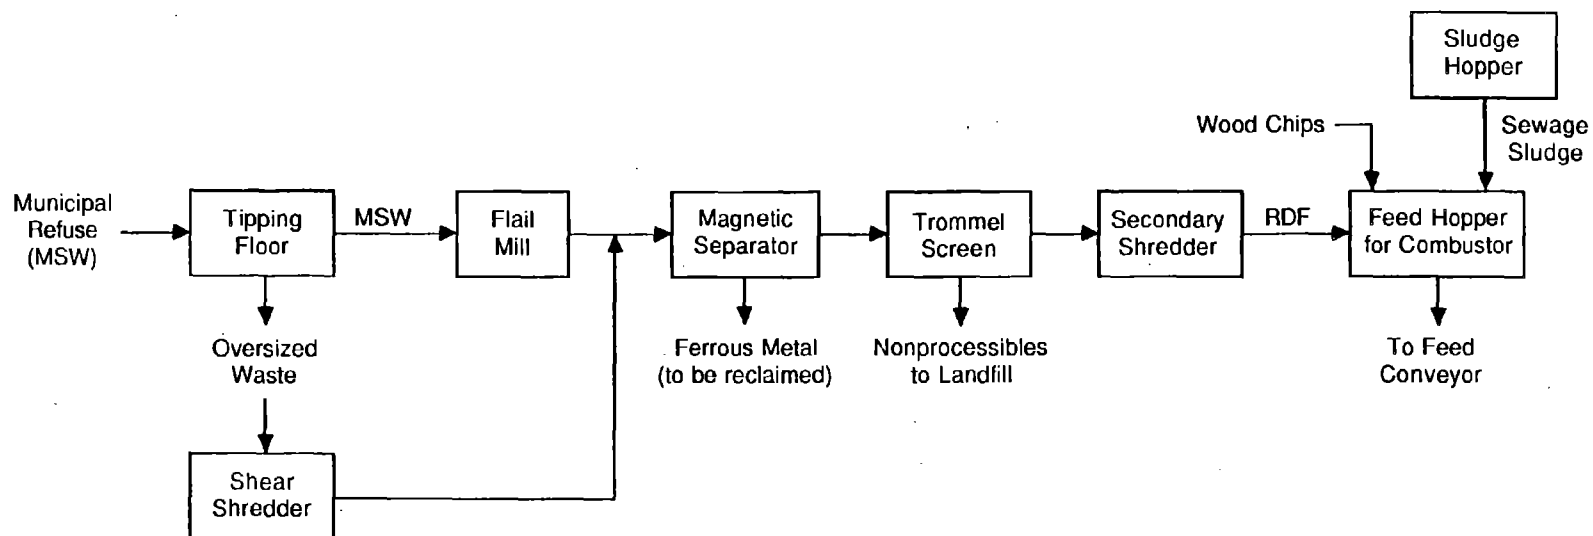 Sludge
Hopper
Wood Chips
Sewage
Sludge
Municipal
Refuse
(MSW)
Tipping
Floor
MSW
Flail
Mill
Magnetic
Separator
Trommel
Screen
Secondary
Shredder
RDF
Feed Hopper
for Combustor
Oversized
Waste
Ferrous Metal
(to be reclaimed)
Nonprocessibles
to Landfill
To Feed
Conveyor
Shear
Shredder